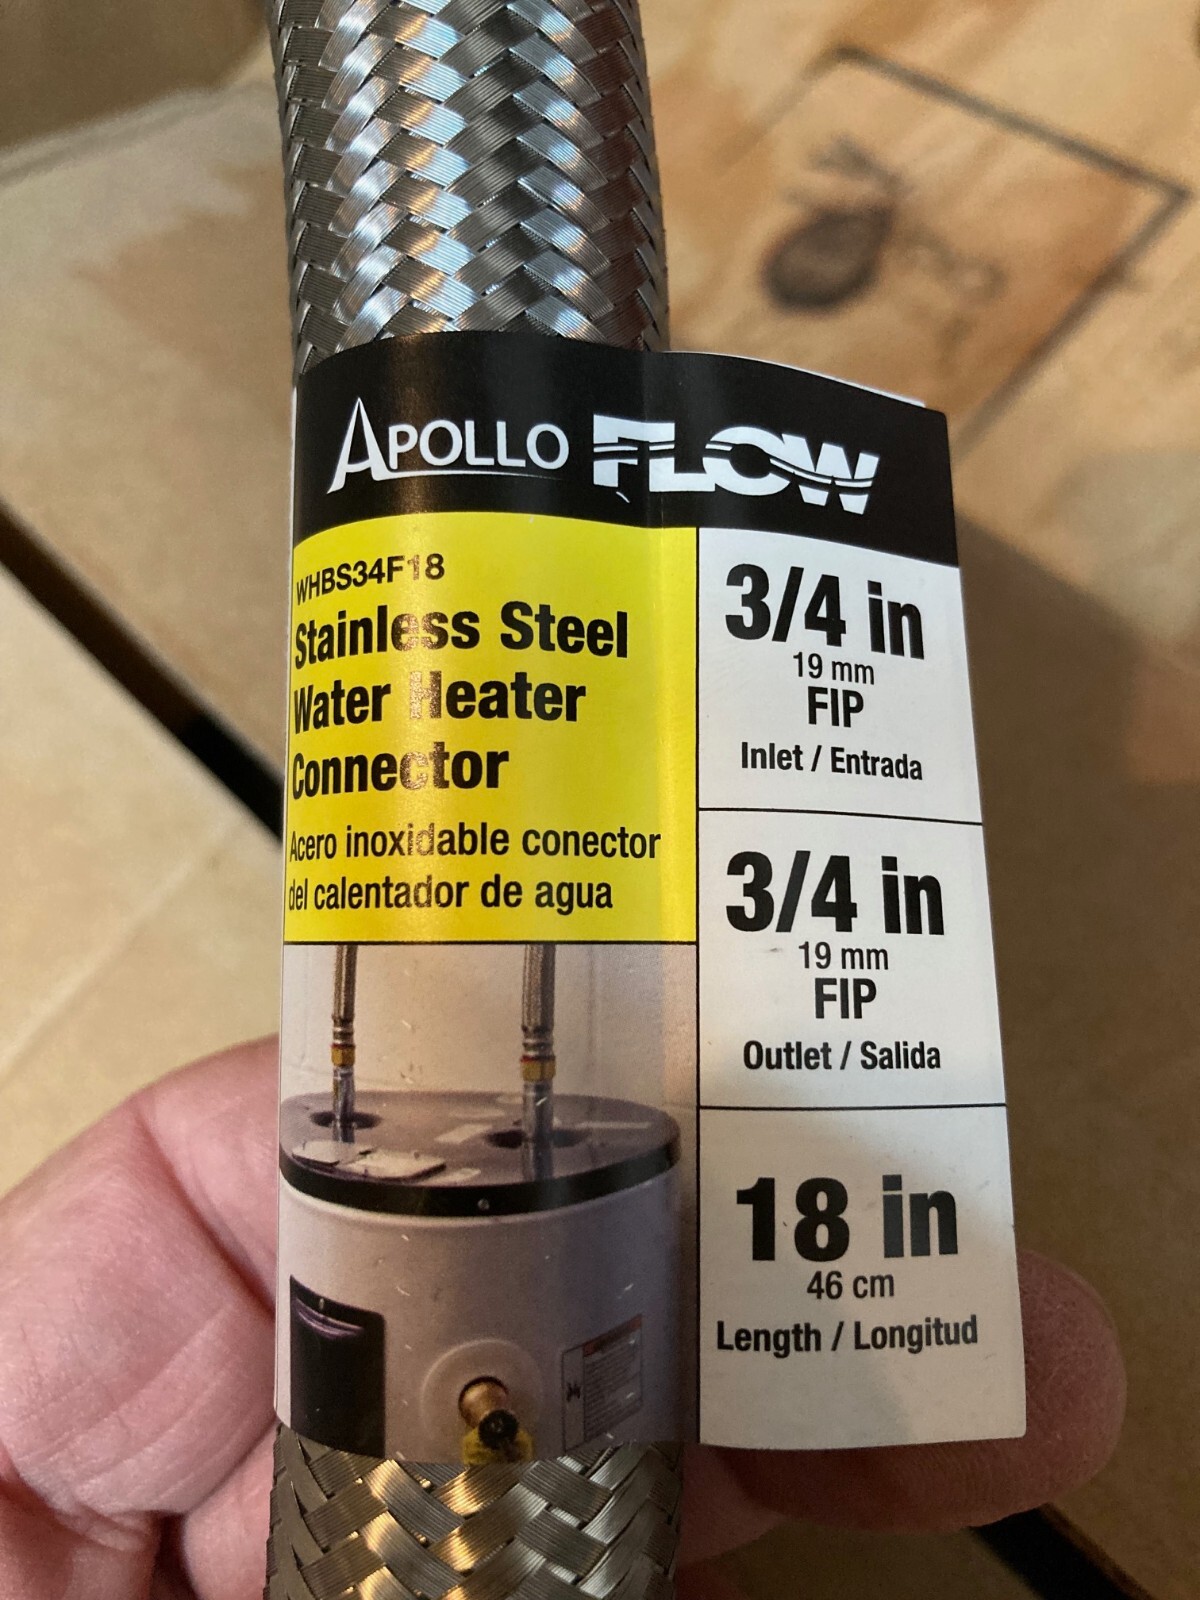 APOLLO FLOW
WHBS34F18
Stainless Steel
Water Heater
Connector
Acero inoxidable conector
del calentador de agua
3/4 in
19 mm
FIP
Inlet / Entrada
3/4 in
19 mm
FIP
Outlet / Salida
18 in
46 cm
Length / Longitud